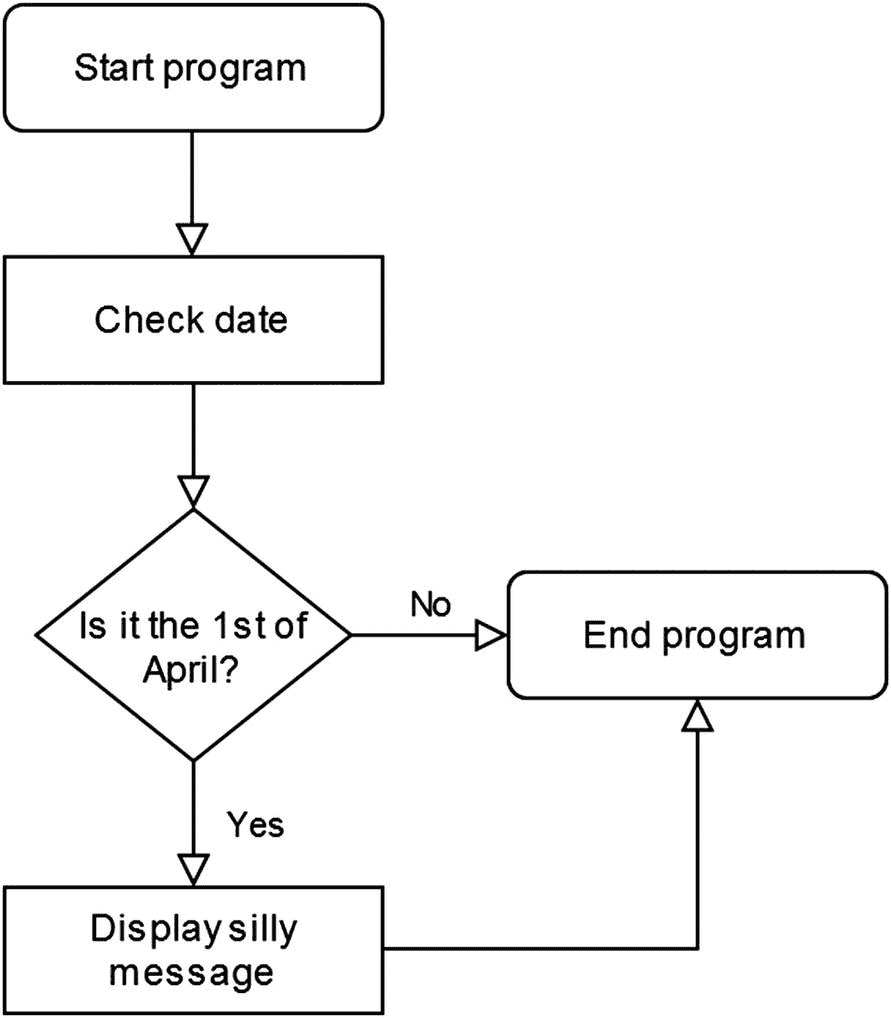 Start program
Check date
Is it the 1st of
April?
No
End program
Yes
Display silly
message